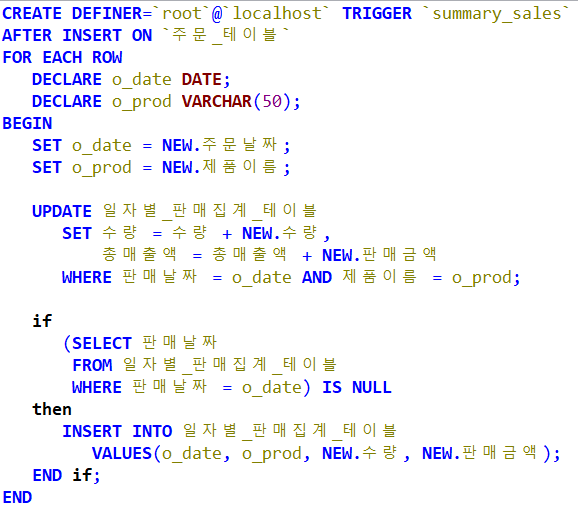 CREATE DEFINER=`root`@`localhost` TRIGGER `summary_sales`
AFTER INSERT ON `주문_테이블`
FOR EACH ROW
DECLARE o_date DATE;
DECLARE o_prod VARCHAR(50);
BEGIN
SET o_date = NEW.주문날짜;
SET o_prod = NEW.제품이름;
UPDATE 일자별_판매집계_테이블
SET 수량 = 수량 + NEW.수량,
총매출액 = 총매출액 + NEW.판매금액
WHERE 판매날짜 = o_date AND 제품이름 = o_prod;
if
(SELECT 판매날짜
FROM 일자별_판매집계_테이블
WHERE 판매날짜 = o_date) IS NULL
then
INSERT INTO 일자별_판매집계_테이블
VALUES(o_date, o_prod, NEW.수량, NEW.판매금액);
END if;
END